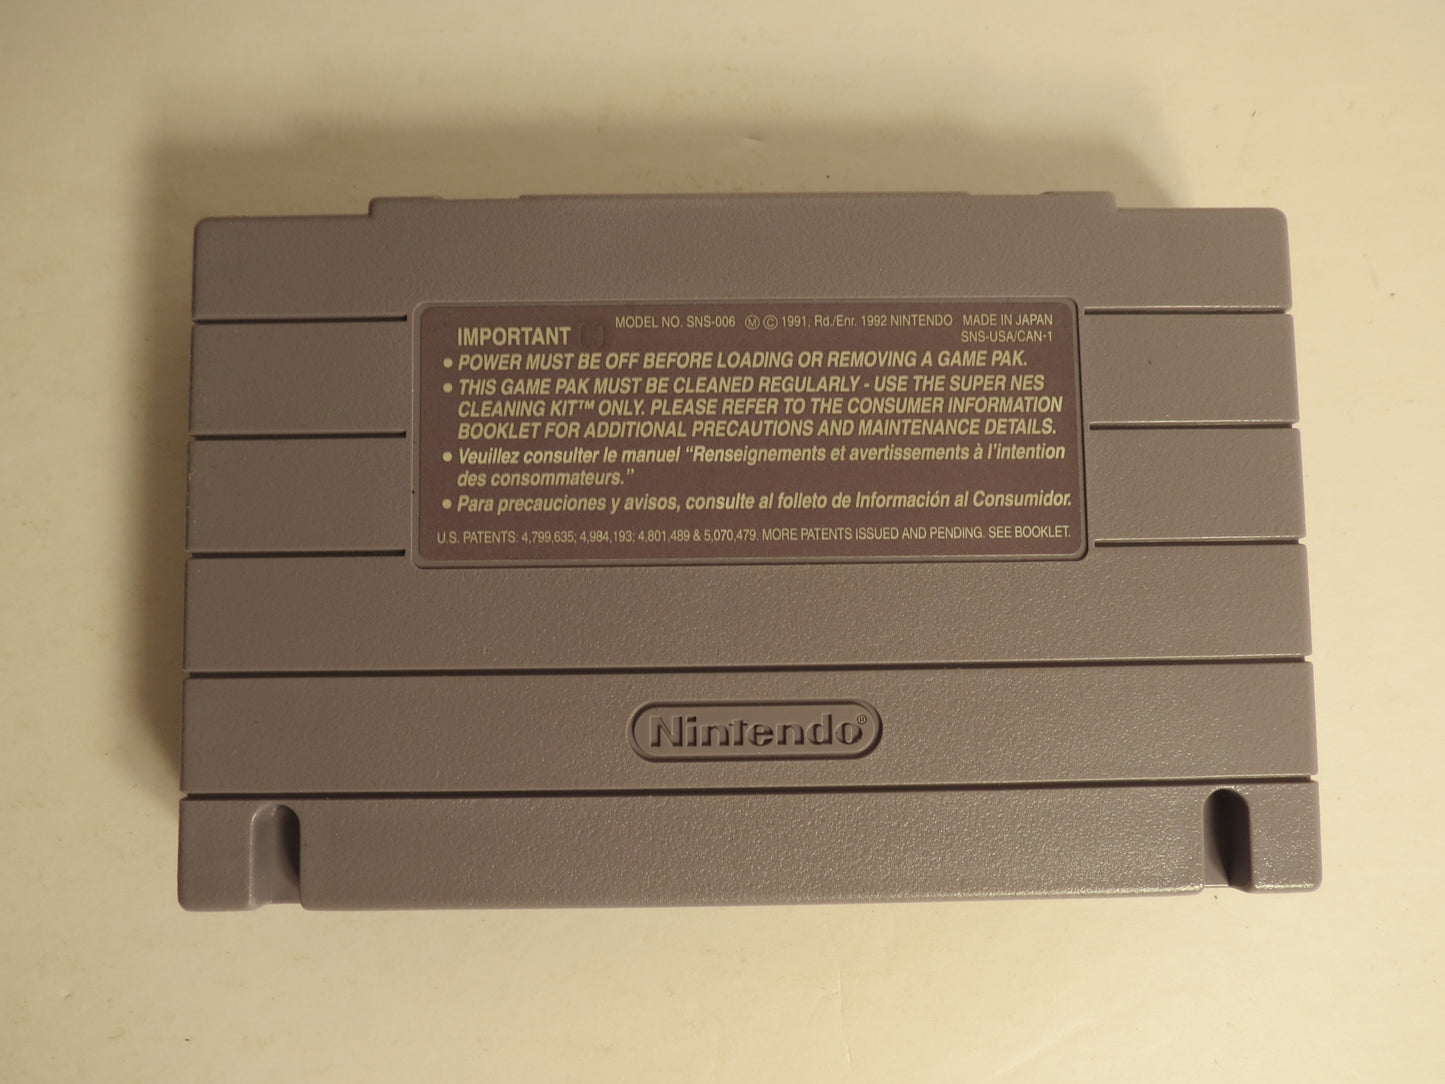 IMPORTANT MODEL NO. SNS-006 Ⓜ © 1991, Rd./Enr. 1992 NINTENDO MADE IN JAPAN
SNS-USA/CAN-1
• POWER MUST BE OFF BEFORE LOADING OR REMOVING A GAME PAK.
• THIS GAME PAK MUST BE CLEANED REGULARLY - USE THE SUPER NES
CLEANING KIT™ ONLY. PLEASE REFER TO THE CONSUMER INFORMATION
BOOKLET FOR ADDITIONAL PRECAUTIONS AND MAINTENANCE DETAILS.
• Veuillez consulter le manuel “Renseignements et avertissements à l’intention
des consommateurs.”
• Para precauciones y avisos, consulte al folleto de Información al Consumidor.
U.S. PATENTS: 4,799,635; 4,984,193; 4,801,489 & 5,070,479. MORE PATENTS ISSUED AND PENDING. SEE BOOKLET.
Nintendo®